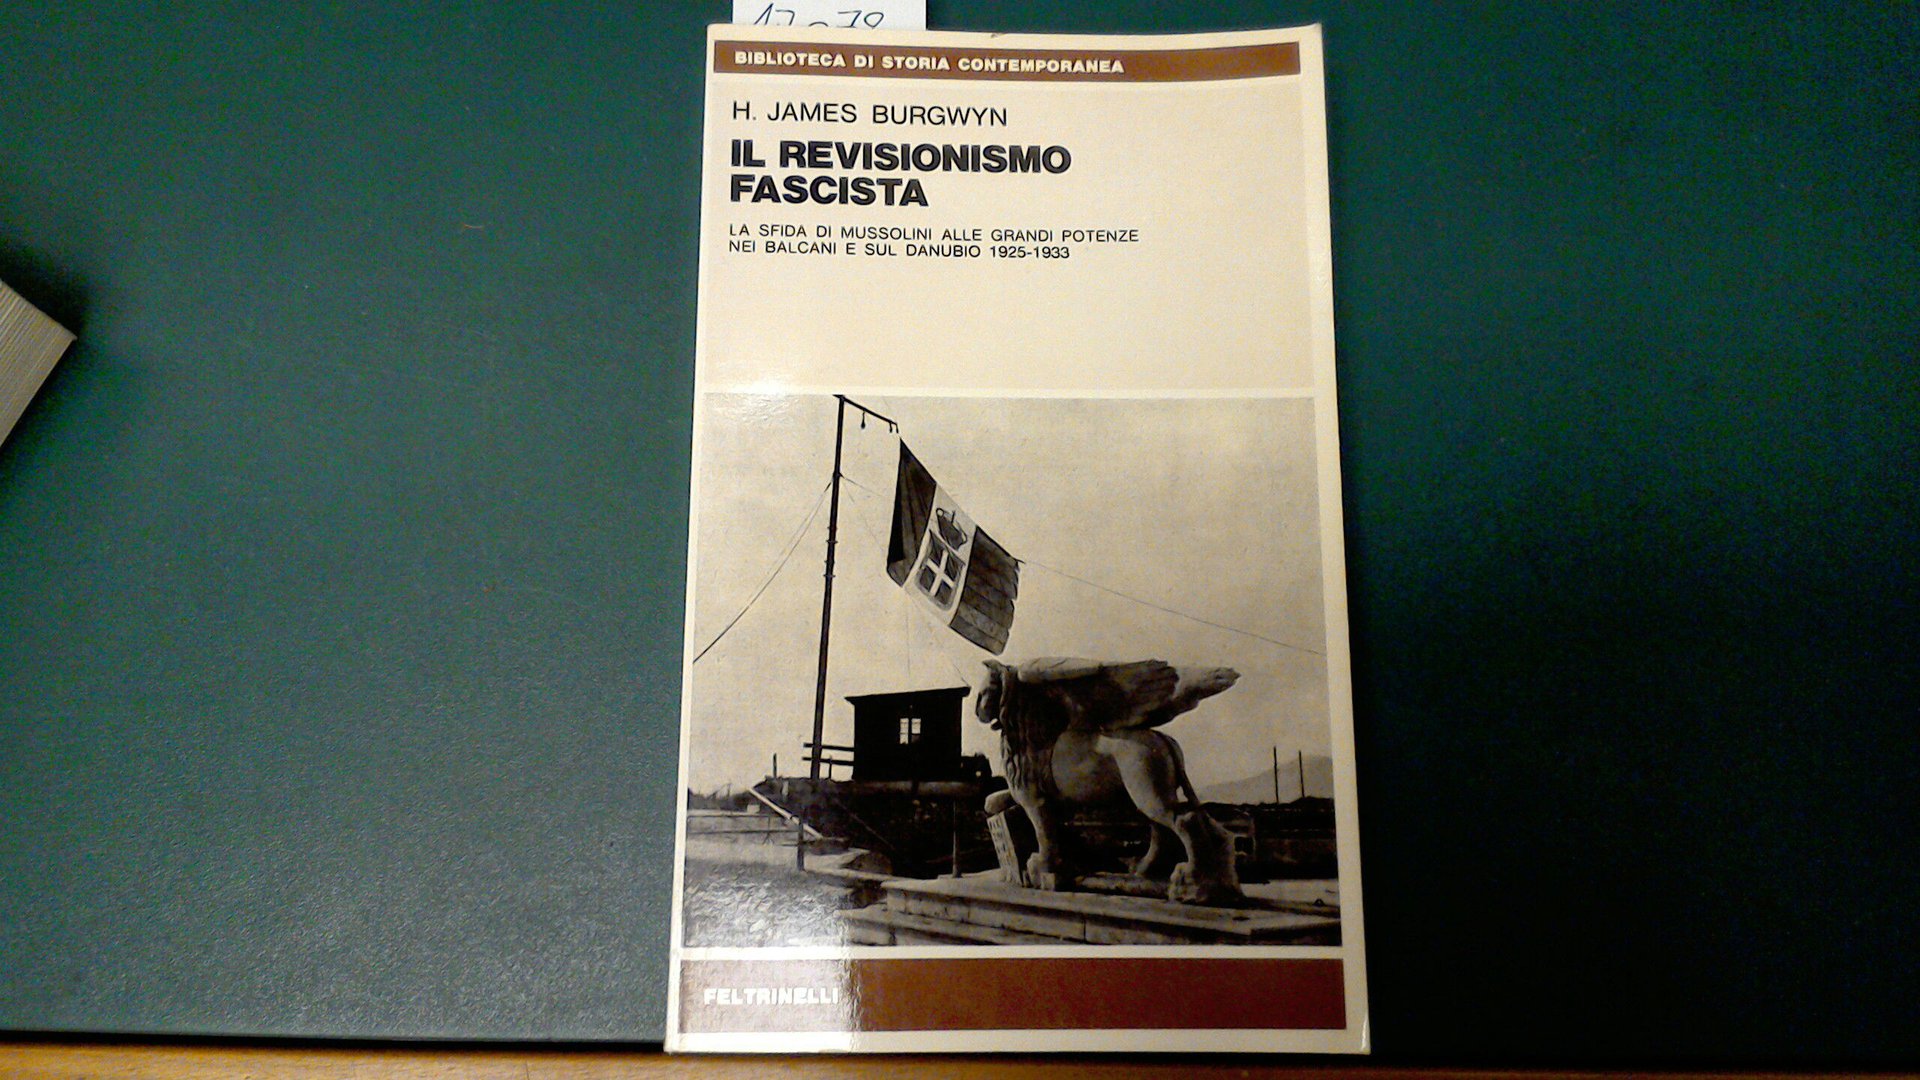 BIBLIOTECA DI STORIA CONTEMPORANEA
H. JAMES BURGWYN
IL REVISIONISMO
FASCISTA
LA SFIDA DI MUSSOLINI ALLE GRANDI POTENZE
NEI BALCANI E SUL DANUBIO 1925-1933
FELTRINELLI